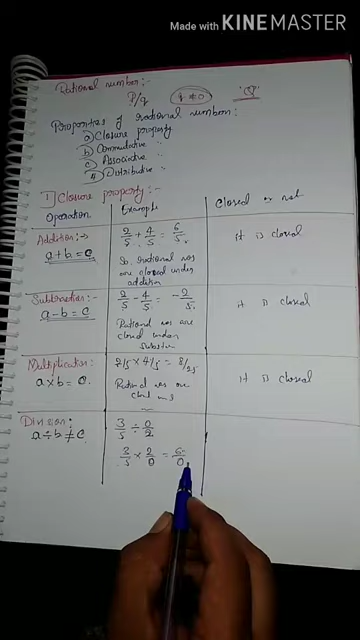 Made with
KINEMASTER
Rational number:-
P/q q ≠ 0 "Q"
Properties of rational numbers:
a) Closure property
b) Commutative "
c) Associative "
d) Distributive "
1) Closure property:-
Operation Example Closed or not
Addition:- 2/5 + 4/5 = 6/5. It is closed
a+b=c So rational nos
are closed under
addition
Subtraction:- 2/5 - 4/5 = -2/5. It is closed
a-b=c Rational nos are
closed under
Multiplication:- 2/5 × 4/5 = 8/25 It is closed
a×b=c. Rational nos are
Division:- 3/5 ÷ 0/2
a÷b≠c. 3/5 × 2/0 = 6/0